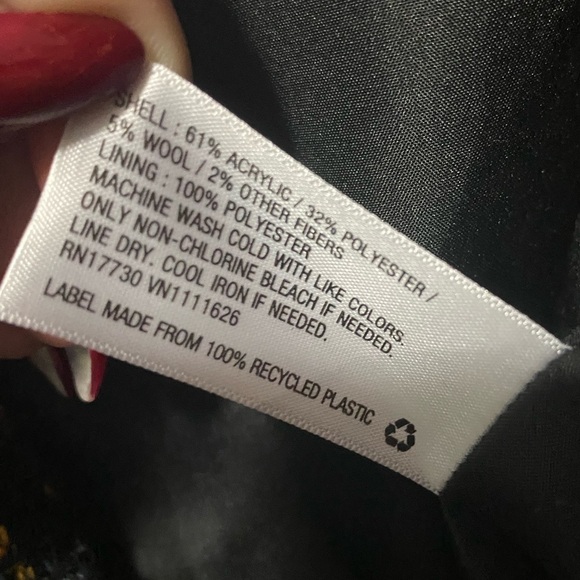 SHELL : 61% ACRYLIC / 32% POLYESTER /
5% WOOL / 2% OTHER FIBERS
LINING : 100% POLYESTER
MACHINE WASH COLD WITH LIKE COLORS.
ONLY NON-CHLORINE BLEACH IF NEEDED.
LINE DRY. COOL IRON IF NEEDED.
RN17730 VN1111626
LABEL MADE FROM 100% RECYCLED PLASTIC